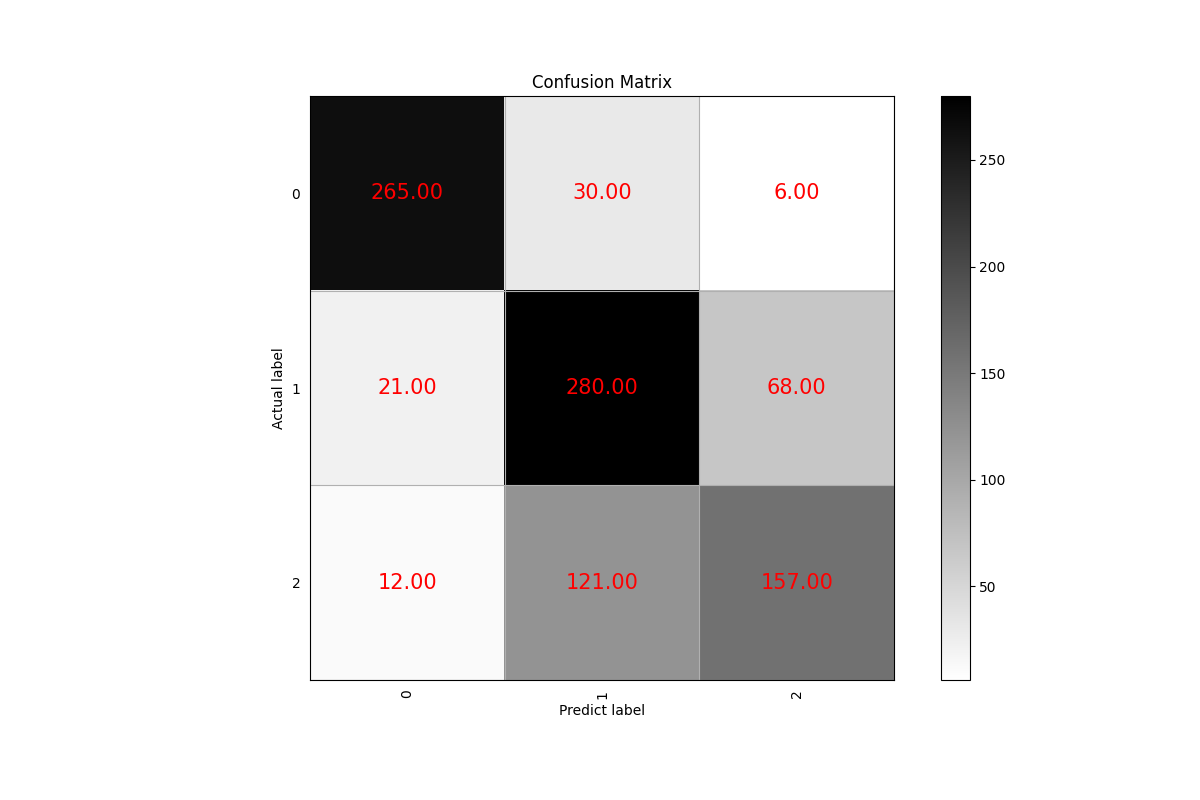 Confusion Matrix
0 265.00 30.00 6.00
1 21.00 280.00 68.00
2 12.00 121.00 157.00
0 1 2
Actual label
Predict label
250
200
150
100
50